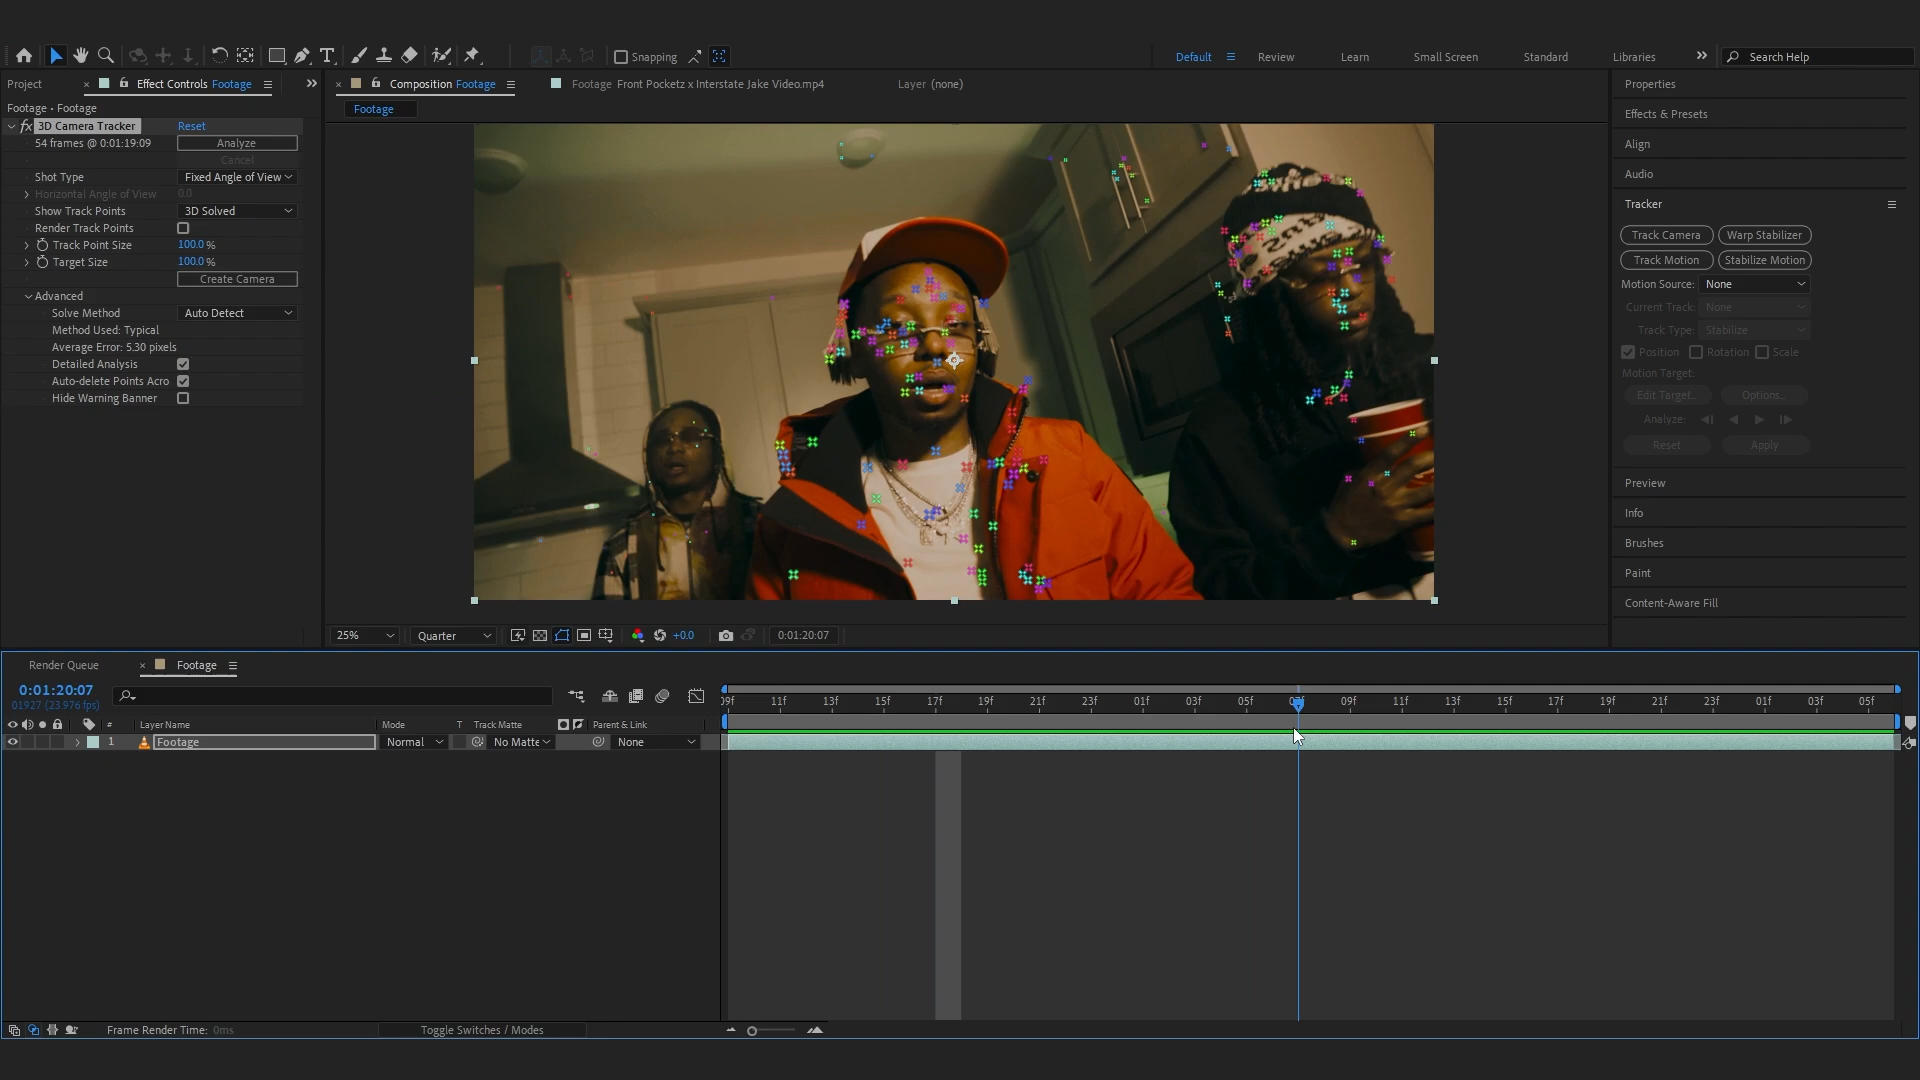 Snapping
Default
Review
Learn
Small Screen
Standard
Libraries
Search Help
Project
Effect Controls Footage
Composition Footage
Footage Front Pocketz x Interstate Jake Video.mp4
Layer (none)
Footage • Footage
Footage
fx 3D Camera Tracker Reset
54 frames @ 0:01:19:09 Analyze
Cancel
Shot Type Fixed Angle of View
Horizontal Angle of View 0.0
Show Track Points 3D Solved
Render Track Points
Track Point Size 100.0 %
Target Size 100.0 %
Create Camera
Advanced
Solve Method Auto Detect
Method Used: Typical
Average Error: 5.30 pixels
Detailed Analysis
Auto-delete Points Acro
Hide Warning Banner
Properties
Effects & Presets
Align
Audio
Tracker
Track Camera Warp Stabilizer
Track Motion Stabilize Motion
Motion Source: None
Current Track: None
Track Type: Stabilize
Position Rotation Scale
Motion Target:
Edit Target... Options...
Analyze:
Reset Apply
Preview
Info
Brushes
Paint
Content-Aware Fill
25% Quarter +0.0 0:01:20:07
Render Queue
Footage
0:01:20:07
01927 (23.976 fps)
09f 11f 13f 15f 17f 19f 21f 23f 01f 03f 05f 07f 09f 11f 13f 15f 17f 19f 21f 23f 01f 03f 05f
# Layer Name Mode T Track Matte Parent & Link
1 Footage Normal No Matte None
Frame Render Time: 0ms
Toggle Switches / Modes